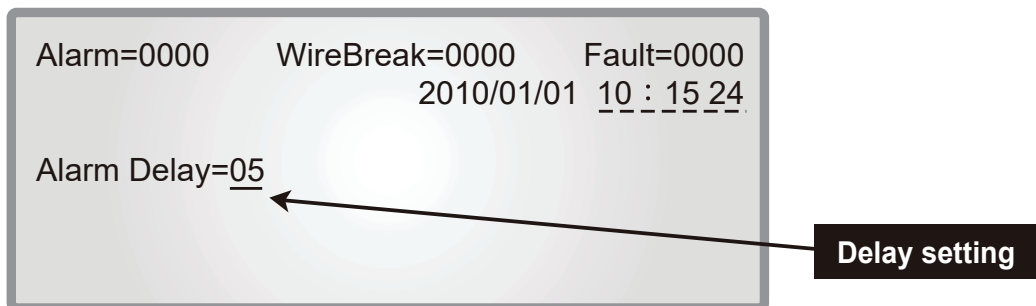 Alarm=0000 WireBreak=0000 Fault=0000
2010/01/01 10 : 15 24
Alarm Delay=05
Delay setting